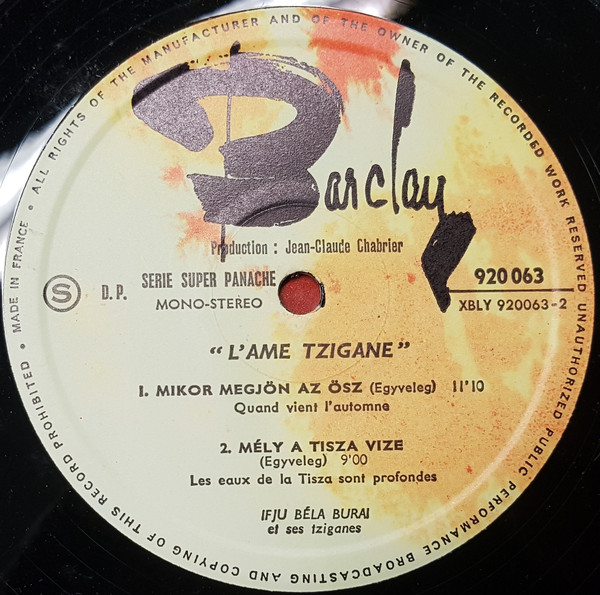 ALL RIGHTS OF THE MANUFACTURER AND OF THE OWNER OF THE RECORDED WORK RESERVED UNAUTHORIZED PUBLIC PERFORMANCE BROADCASTING AND COPYING OF THIS RECORD PROHIBITED • MADE IN FRANCE •
Barclay
Production : Jean-Claude Chabrier
S D. P. SERIE SUPER PANACHE 920 063
MONO-STEREO XBLY 920063-2
“L'AME TZIGANE”
1. MIKOR MEGJÖN AZ ÖSZ (Egyveleg) 11'10
Quand vient l'automne
2. MÉLY A TISZA VIZE
(Egyveleg) 9'00
Les eaux de la Tisza sont profondes
IFJU BÉLA BURAI
et ses tziganes